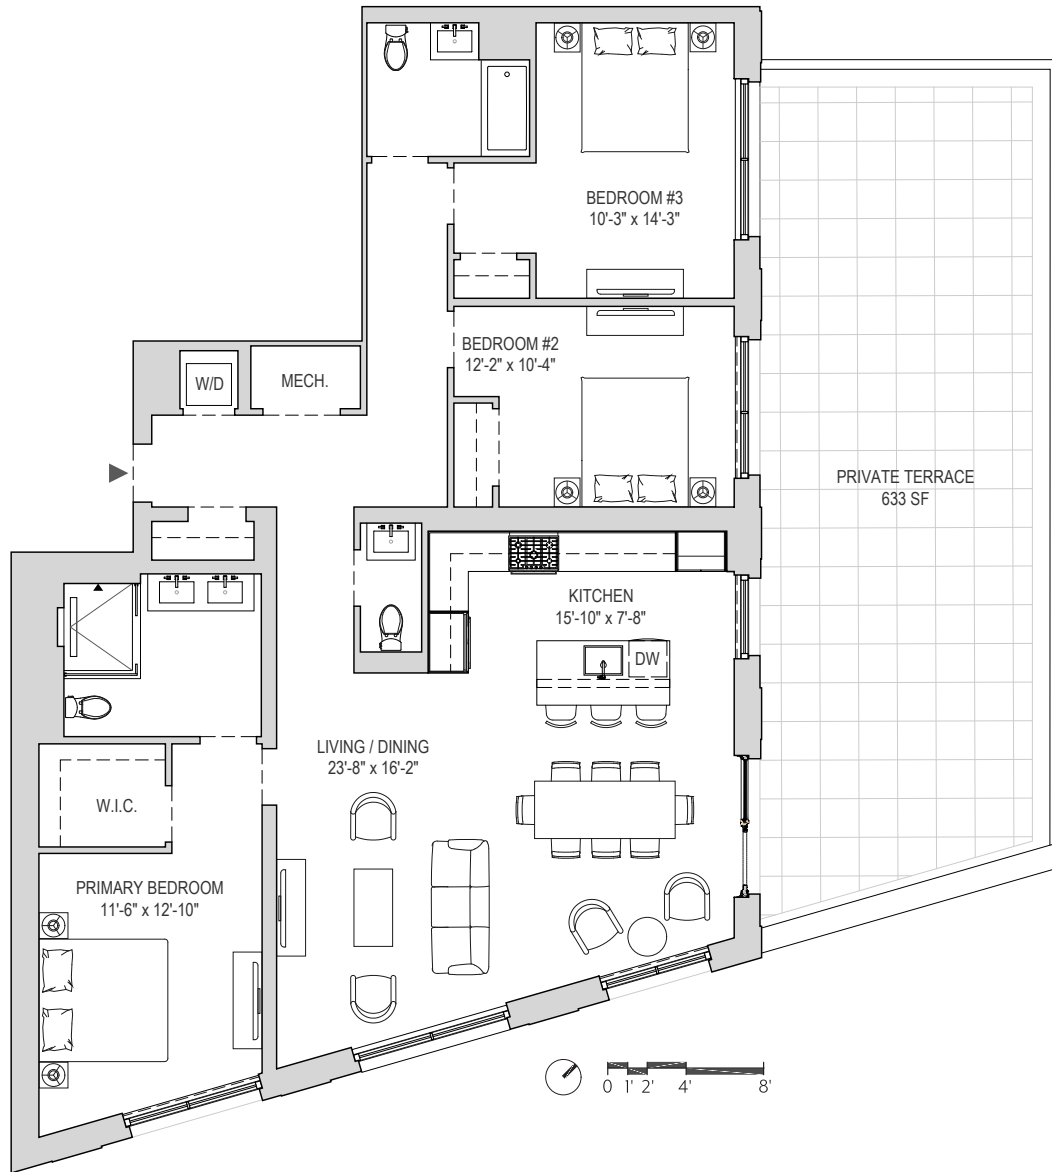 BEDROOM #3
10'-3" x 14'-3"
BEDROOM #2
12'-2" x 10'-4"
W/D
MECH.
PRIVATE TERRACE
633 SF
KITCHEN
15'-10" x 7'-8"
DW
LIVING / DINING
23'-8" x 16'-2"
W.I.C.
PRIMARY BEDROOM
11'-6" x 12'-10"
0 1' 2' 4' 8'